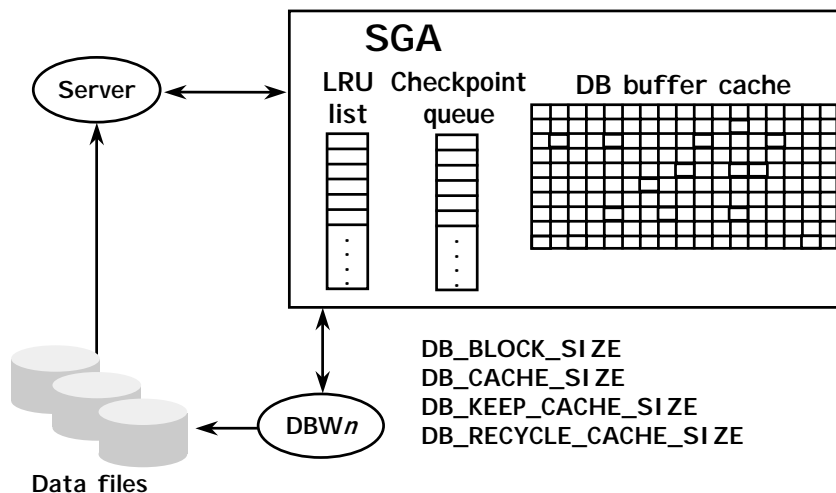 SGA
Server
LRU list
Checkpoint queue
DB buffer cache
DB_BLOCK_SIZE
DB_CACHE_SIZE
DB_KEEP_CACHE_SIZE
DB_RECYCLE_CACHE_SIZE
DBWn
Data files